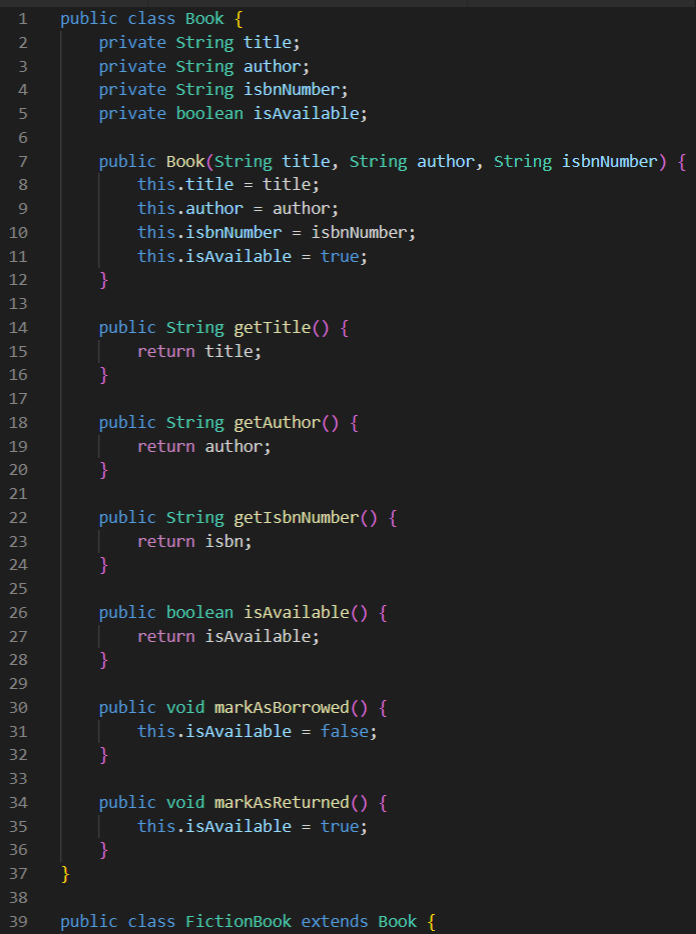 1 public class Book {
2     private String title;
3     private String author;
4     private String isbnNumber;
5     private boolean isAvailable;
6
7     public Book(String title, String author, String isbnNumber) {
8         this.title = title;
9         this.author = author;
10         this.isbnNumber = isbnNumber;
11         this.isAvailable = true;
12     }
13
14     public String getTitle() {
15         return title;
16     }
17
18     public String getAuthor() {
19         return author;
20     }
21
22     public String getIsbnNumber() {
23         return isbn;
24     }
25
26     public boolean isAvailable() {
27         return isAvailable;
28     }
29
30     public void markAsBorrowed() {
31         this.isAvailable = false;
32     }
33
34     public void markAsReturned() {
35         this.isAvailable = true;
36     }
37 }
38
39 public class FictionBook extends Book {